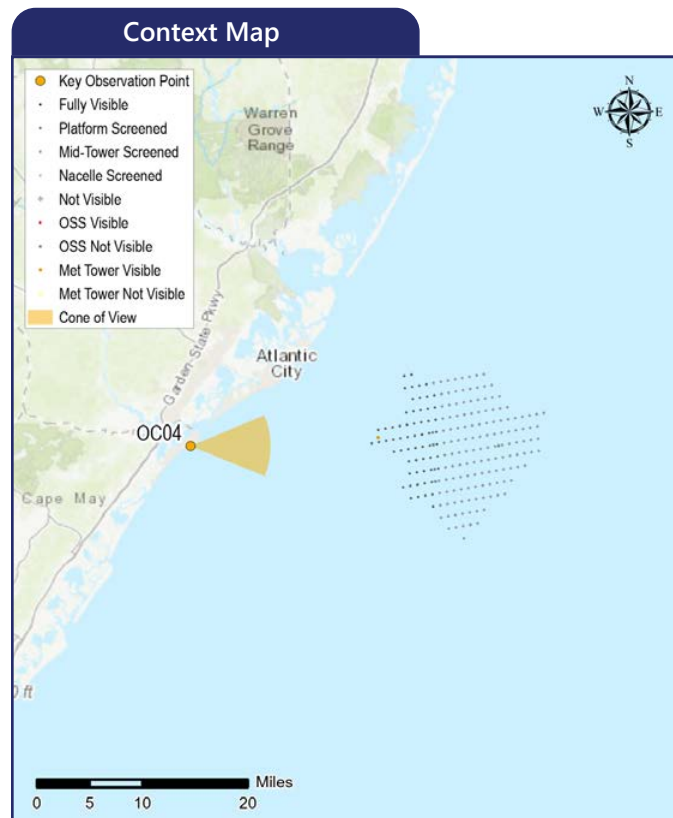 Context Map
Key Observation Point
Fully Visible
Platform Screened
Mid-Tower Screened
Nacelle Screened
Not Visible
OSS Visible
OSS Not Visible
Met Tower Visible
Met Tower Not Visible
Cone of View
Warren
Grove
Range
N
W
E
S
Garden State Pkwy
Atlantic
City
OC04
Cape May
0 ft
Miles
0
5
10
20